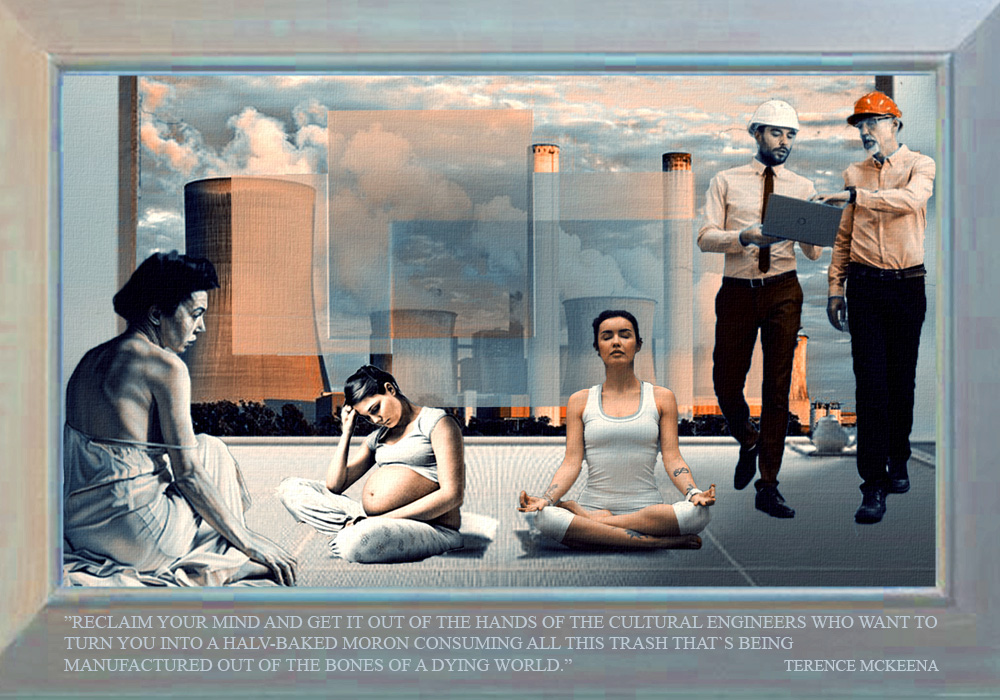 ”RECLAIM YOUR MIND AND GET IT OUT OF THE HANDS OF THE CULTURAL ENGINEERS WHO WANT TO
TURN YOU INTO A HALV-BAKED MORON CONSUMING ALL THIS TRASH THAT`S BEING
MANUFACTURED OUT OF THE BONES OF A DYING WORLD.” TERENCE MCKEENA